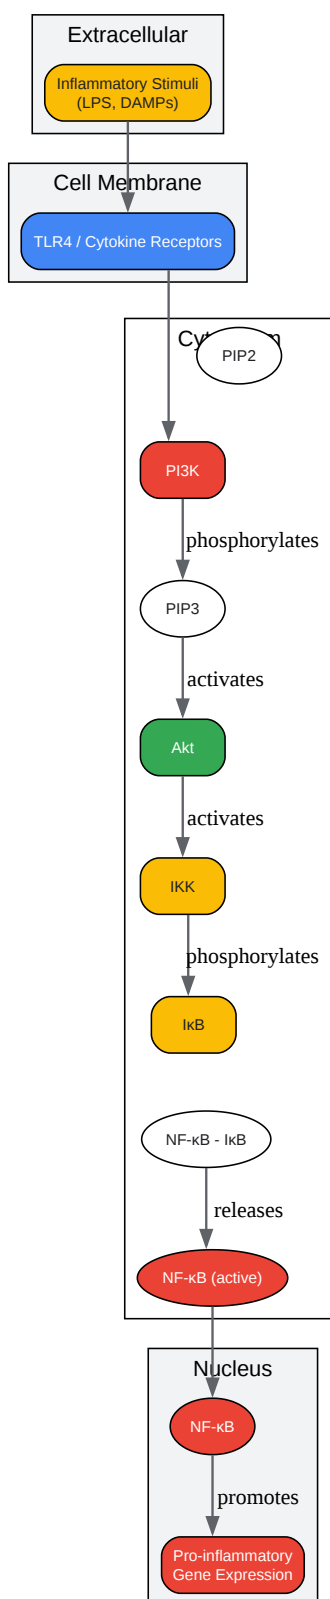 Extracellular
Inflammatory Stimuli
(LPS, DAMPs)
Cell Membrane
TLR4 / Cytokine Receptors
PIP2
PI3K
phosphorylates
PIP3
activates
Akt
activates
IKK
phosphorylates
IκB
NF-κB - IκB
releases
NF-κB (active)
Nucleus
NF-κB
promotes
Pro-inflammatory
Gene Expression